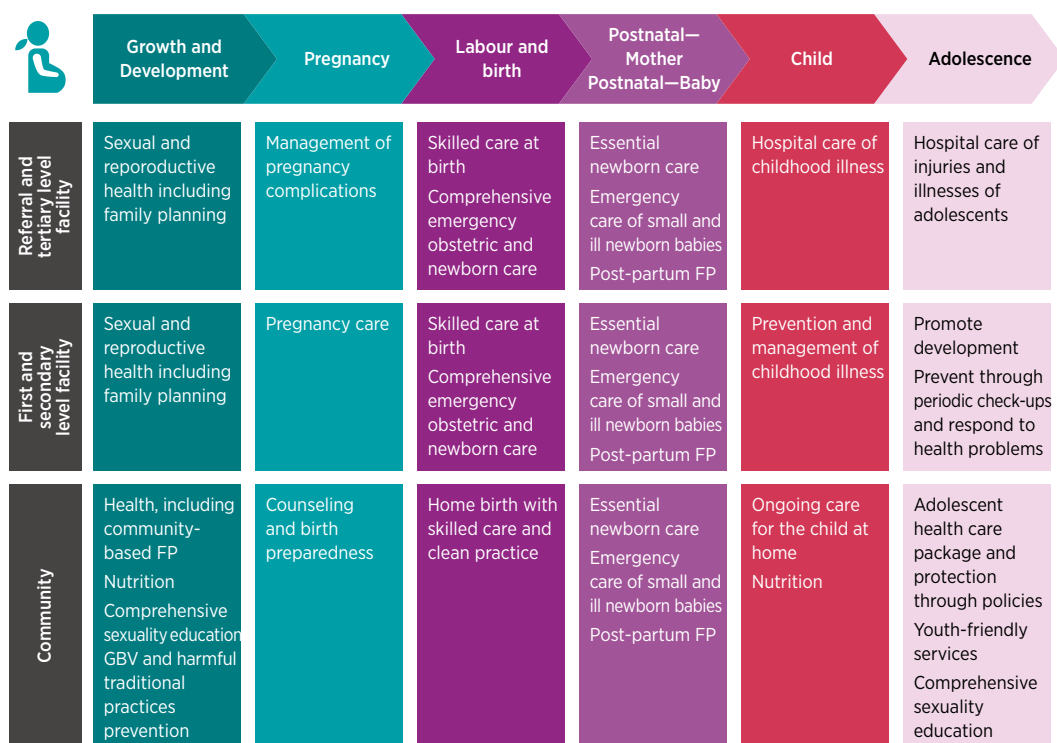 Growth and
Development
Pregnancy
Labour and
birth
Postnatal—
Mother
Postnatal—Baby
Child
Adolescence
Referral and
tertiary level
facility
Sexual and
reporoductive
health including
family planning
Management of
pregnancy
complications
Skilled care at
birth
Comprehensive
emergency
obstetric and
newborn care
Essential
newborn care
Emergency
care of small and
ill newborn babies
Post-partum FP
Hospital care of
childhood illness
Hospital care of
injuries and
illnesses of
adolescents
First and
secondary
level facility
Sexual and
reproductive
health including
family planning
Pregnancy care
Skilled care at
birth
Comprehensive
emergency
obstetric and
newborn care
Essential
newborn care
Emergency
care of small and
ill newborn babies
Post-partum FP
Prevention and
management of
childhood illness
Promote
development
Prevent through
periodic check-ups
and respond to
health problems
Community
Health, including
community-
based FP
Nutrition
Comprehensive
sexuality education
GBV and harmful
traditional
practices
prevention
Counseling
and birth
preparedness
Home birth with
skilled care and
clean practice
Essential
newborn care
Emergency
care of small and
ill newborn babies
Post-partum FP
Ongoing care
for the child at
home
Nutrition
Adolescent
health care
package and
protection
through policies
Youth-friendly
services
Comprehensive
sexuality
education